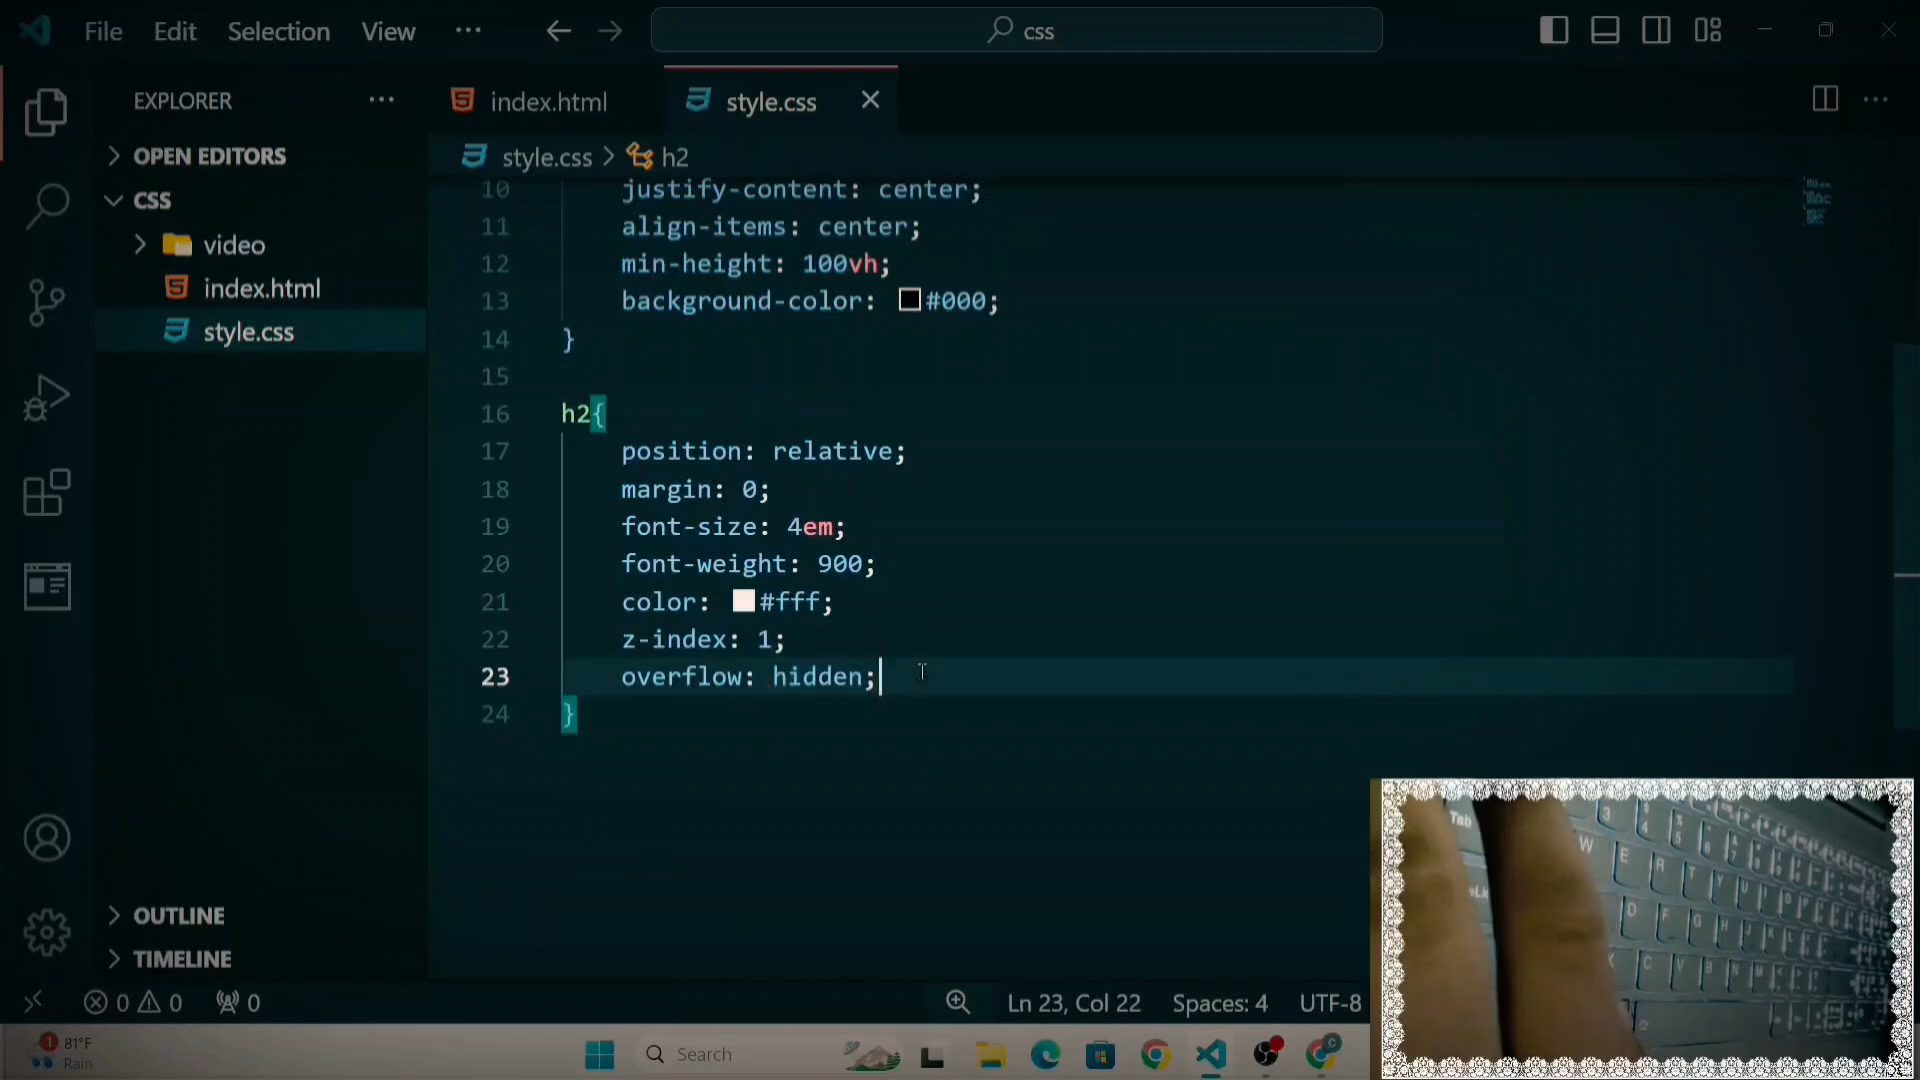 File Edit Selection View ···
css
EXPLORER ···
index.html
style.css
OPEN EDITORS
style.css > h2
CSS
video
index.html
style.css
10 justify-content: center;
11 align-items: center;
12 min-height: 100vh;
13 background-color: #000;
14 }
15
16 h2{
17 position: relative;
18 margin: 0;
19 font-size: 4em;
20 font-weight: 900;
21 color: #fff;
22 z-index: 1;
23 overflow: hidden;
24 }
OUTLINE
TIMELINE
0 0 0
Ln 23, Col 22 Spaces: 4 UTF-8
1 81°F
Rain
Search
C
Tab
W E R T Y U
D F G H J K L
C V B N M